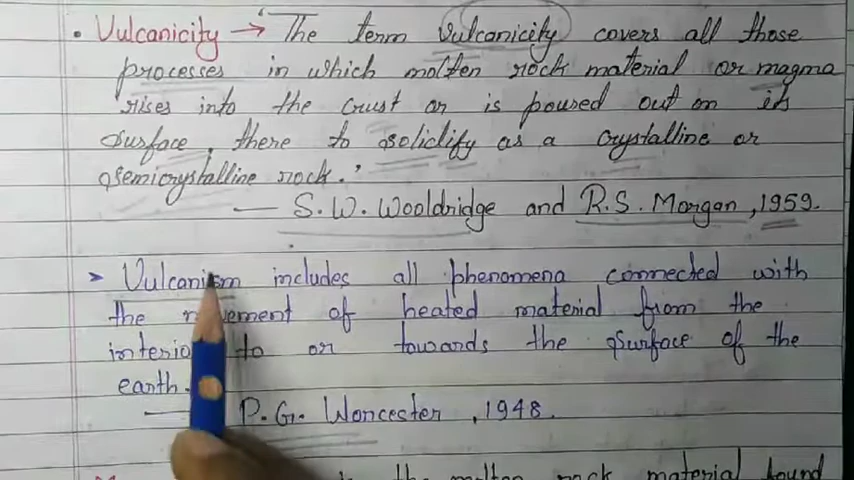 • Vulcanicity → 'The term vulcanicity covers all those
processes in which molten rock material or magma
rises into the crust or is poured out on its
surface, there to solidify as a crystalline or
semicrystalline rock.'
— S.W. Wooldridge and R.S. Morgan, 1959.
➤ Vulcanism includes all phenomena connected with
the of heated material from the
to or towards the surface of the
earth.
— P.G. Worcester, 1948.
the molten rock material found